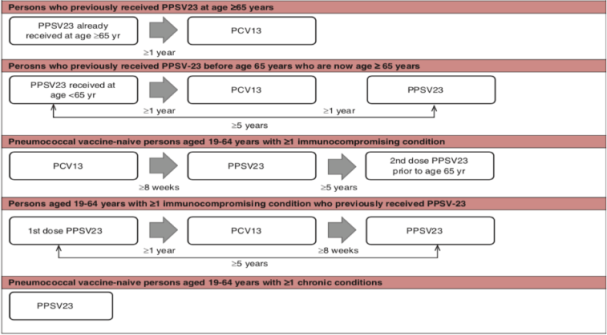 Persons who previously received PPSV23 at age ≥65 years
PPSV23 already
received at age ≥65 yr
PCV13
≥1 year
Perosns who previously received PPSV-23 before age 65 years who are now age ≥ 65 years
PPSV23 received at
age <65 yr
PCV13
PPSV23
≥1 year
≥1 year
≥5 years
Pneumococcal vaccine-naive persons aged 19-64 years with ≥1 immunocompromising condition
PCV13
PPSV23
2nd dose PPSV23
prior to age 65 yr
≥8 weeks
≥5 years
Persons aged 19-64 years with ≥1 immunocompromising condition who previously received PPSV-23
1st dose PPSV23
PCV13
PPSV23
≥1 year
≥8 weeks
≥5 years
Pneumococcal vaccine-naive persons aged 19-64 years with ≥1 chronic conditions
PPSV23